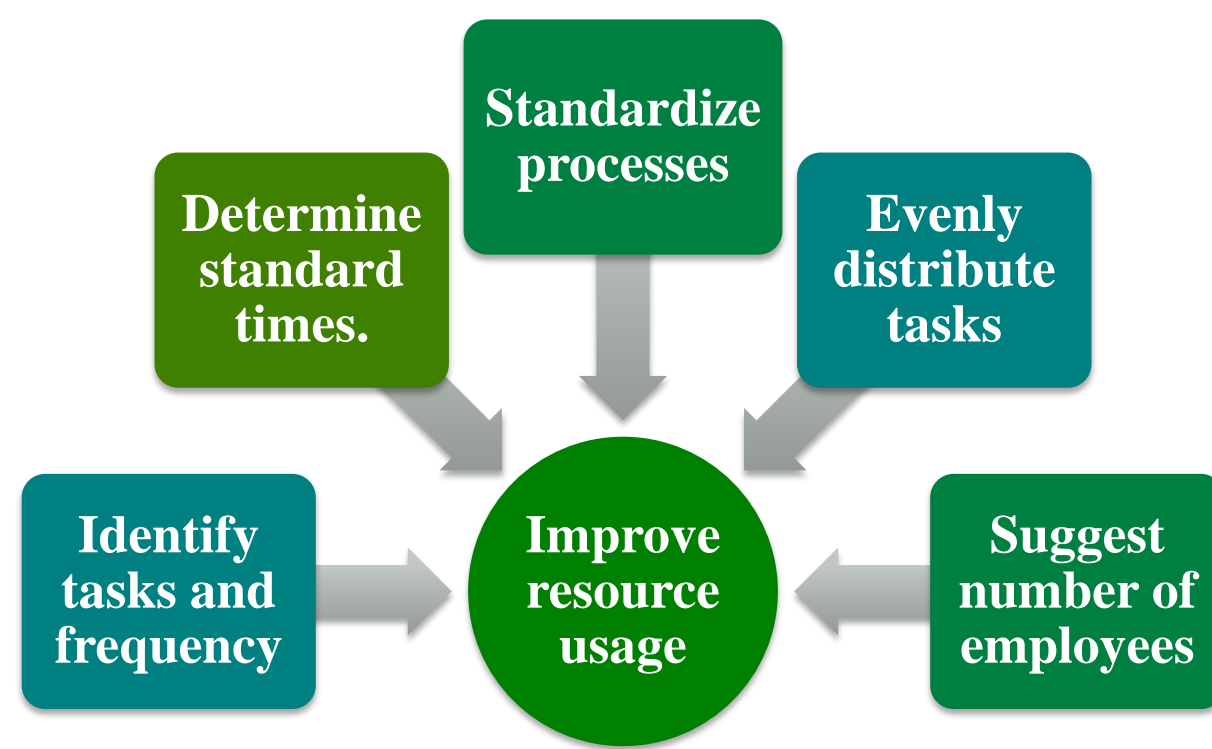 Standardize
processes
Determine
standard
times.
Evenly
distribute
tasks
Identify
tasks and
frequency
Improve
resource
usage
Suggest
number of
employees